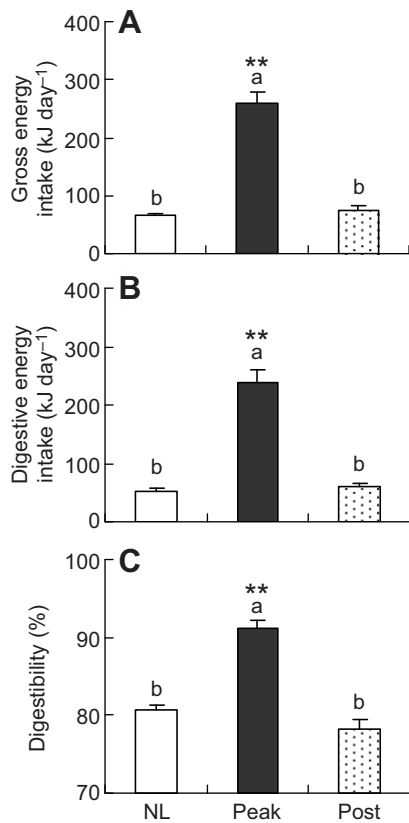 A
Gross energy
intake (kJ day⁻¹)
400
300
200
100
0
b
**
a
b
B
Digestive energy
intake (kJ day⁻¹)
400
300
200
100
0
b
**
a
b
C
Digestibility (%)
100
90
80
70
b
**
a
b
NL Peak Post